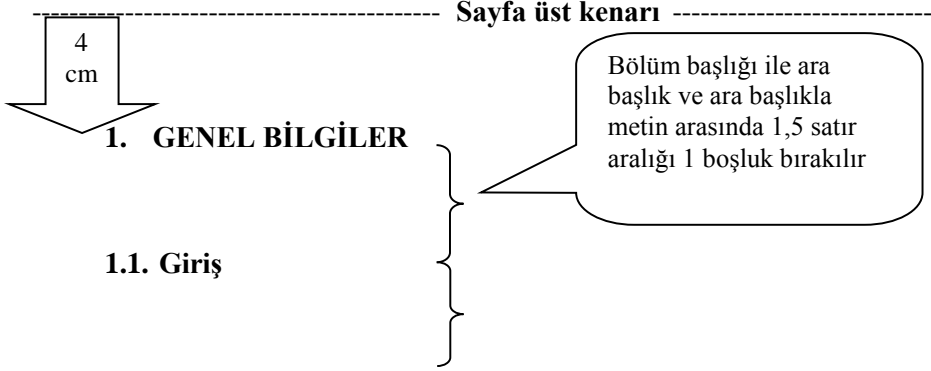 Sayfa üst kenarı
4
cm
Bölüm başlığı ile ara
başlık ve ara başlıkla
metin arasında 1,5 satır
aralığı 1 boşluk bırakılır
1. GENEL BİLGİLER
1.1. Giriş